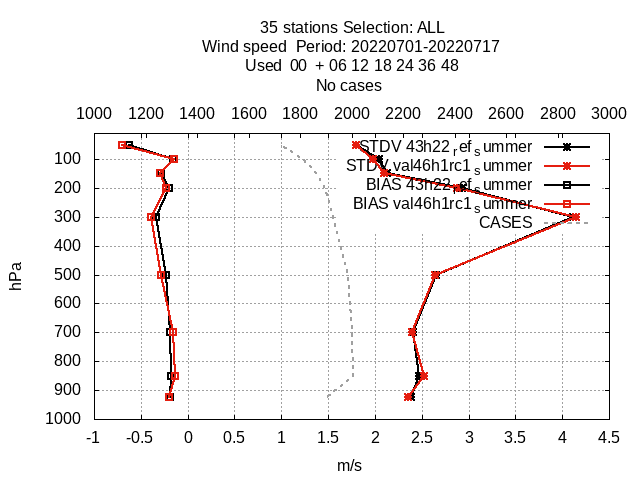 35 stations Selection: ALL
Wind speed  Period: 20220701-20220717
Used  00  + 06 12 18 24 36 48
No cases
1000 1200 1400 1600 1800 2000 2200 2400 2600 2800 3000
STDV 43h22_ref_summer
STDV val46h1rc1_summer
BIAS 43h22_ref_summer
BIAS val46h1rc1_summer
CASES
100
200
300
400
500
600
700
800
900
1000
hPa
-1 -0.5 0 0.5 1 1.5 2 2.5 3 3.5 4 4.5
m/s